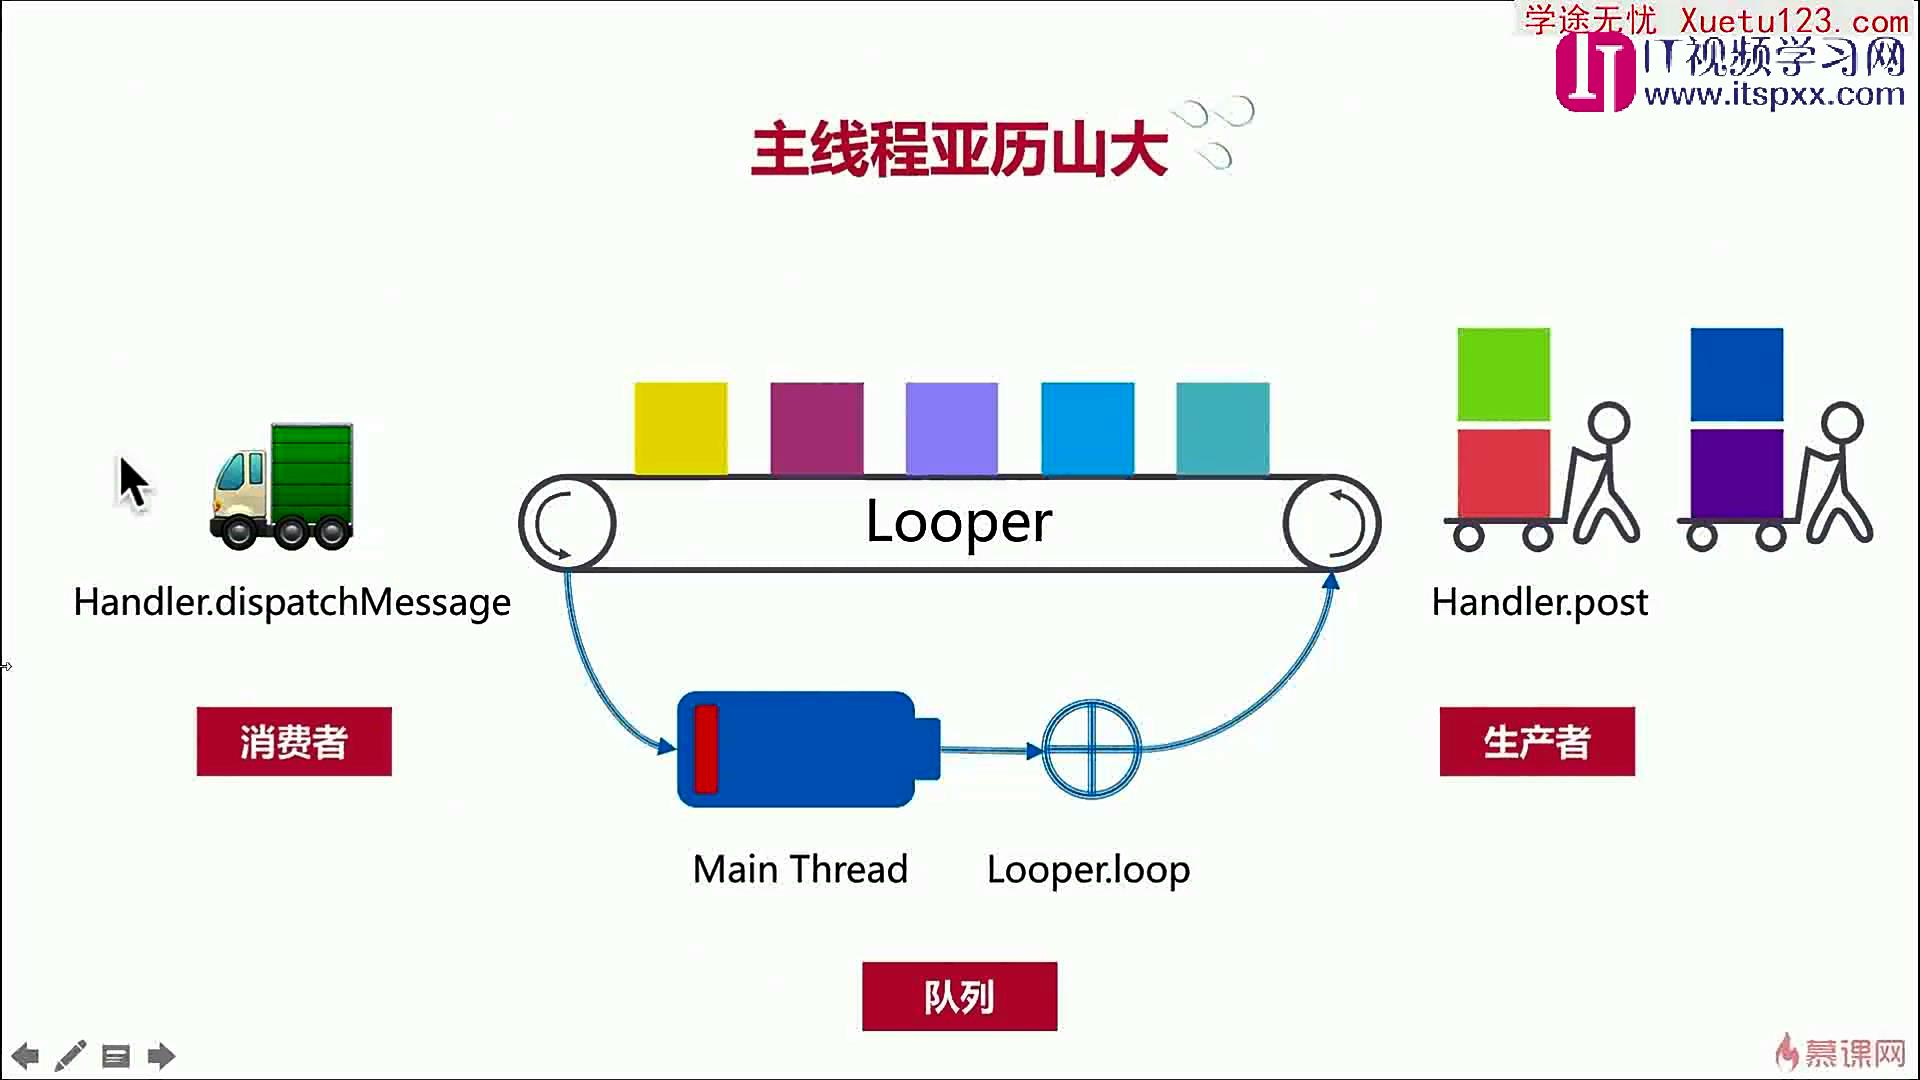 学途无忧 Xuetu123.com
IT视频学习网
www.itspxx.com
主线程亚历山大
Looper
Handler.dispatchMessage
Handler.post
消费者
生产者
Main Thread
Looper.loop
队列
慕课网